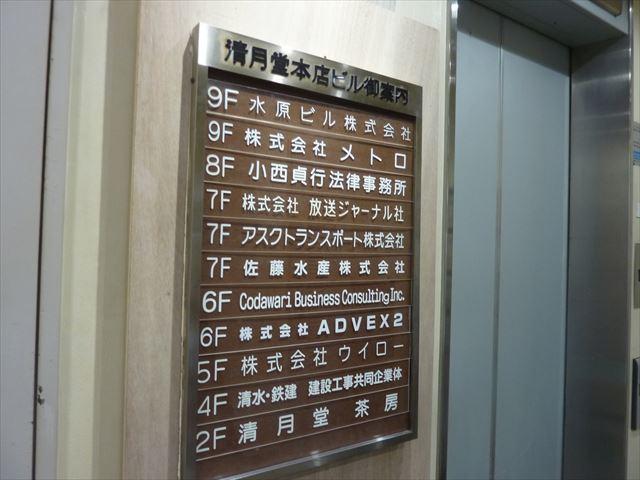 清月堂本店ビル御案内
9F 水原ビル株式会社
9F 株式会社 メトロ
8F 小西貞行法律事務所
7F 株式会社 放送ジャーナル社
7F アスクトランスポート株式会社
7F 佐藤水産株式会社
6F Codawari Business Consulting Inc.
6F 株式会社 ADVEX2
5F 株式会社ウイロー
4F 清水・鉄建 建設工事共同企業体
2F 清月堂 茶房